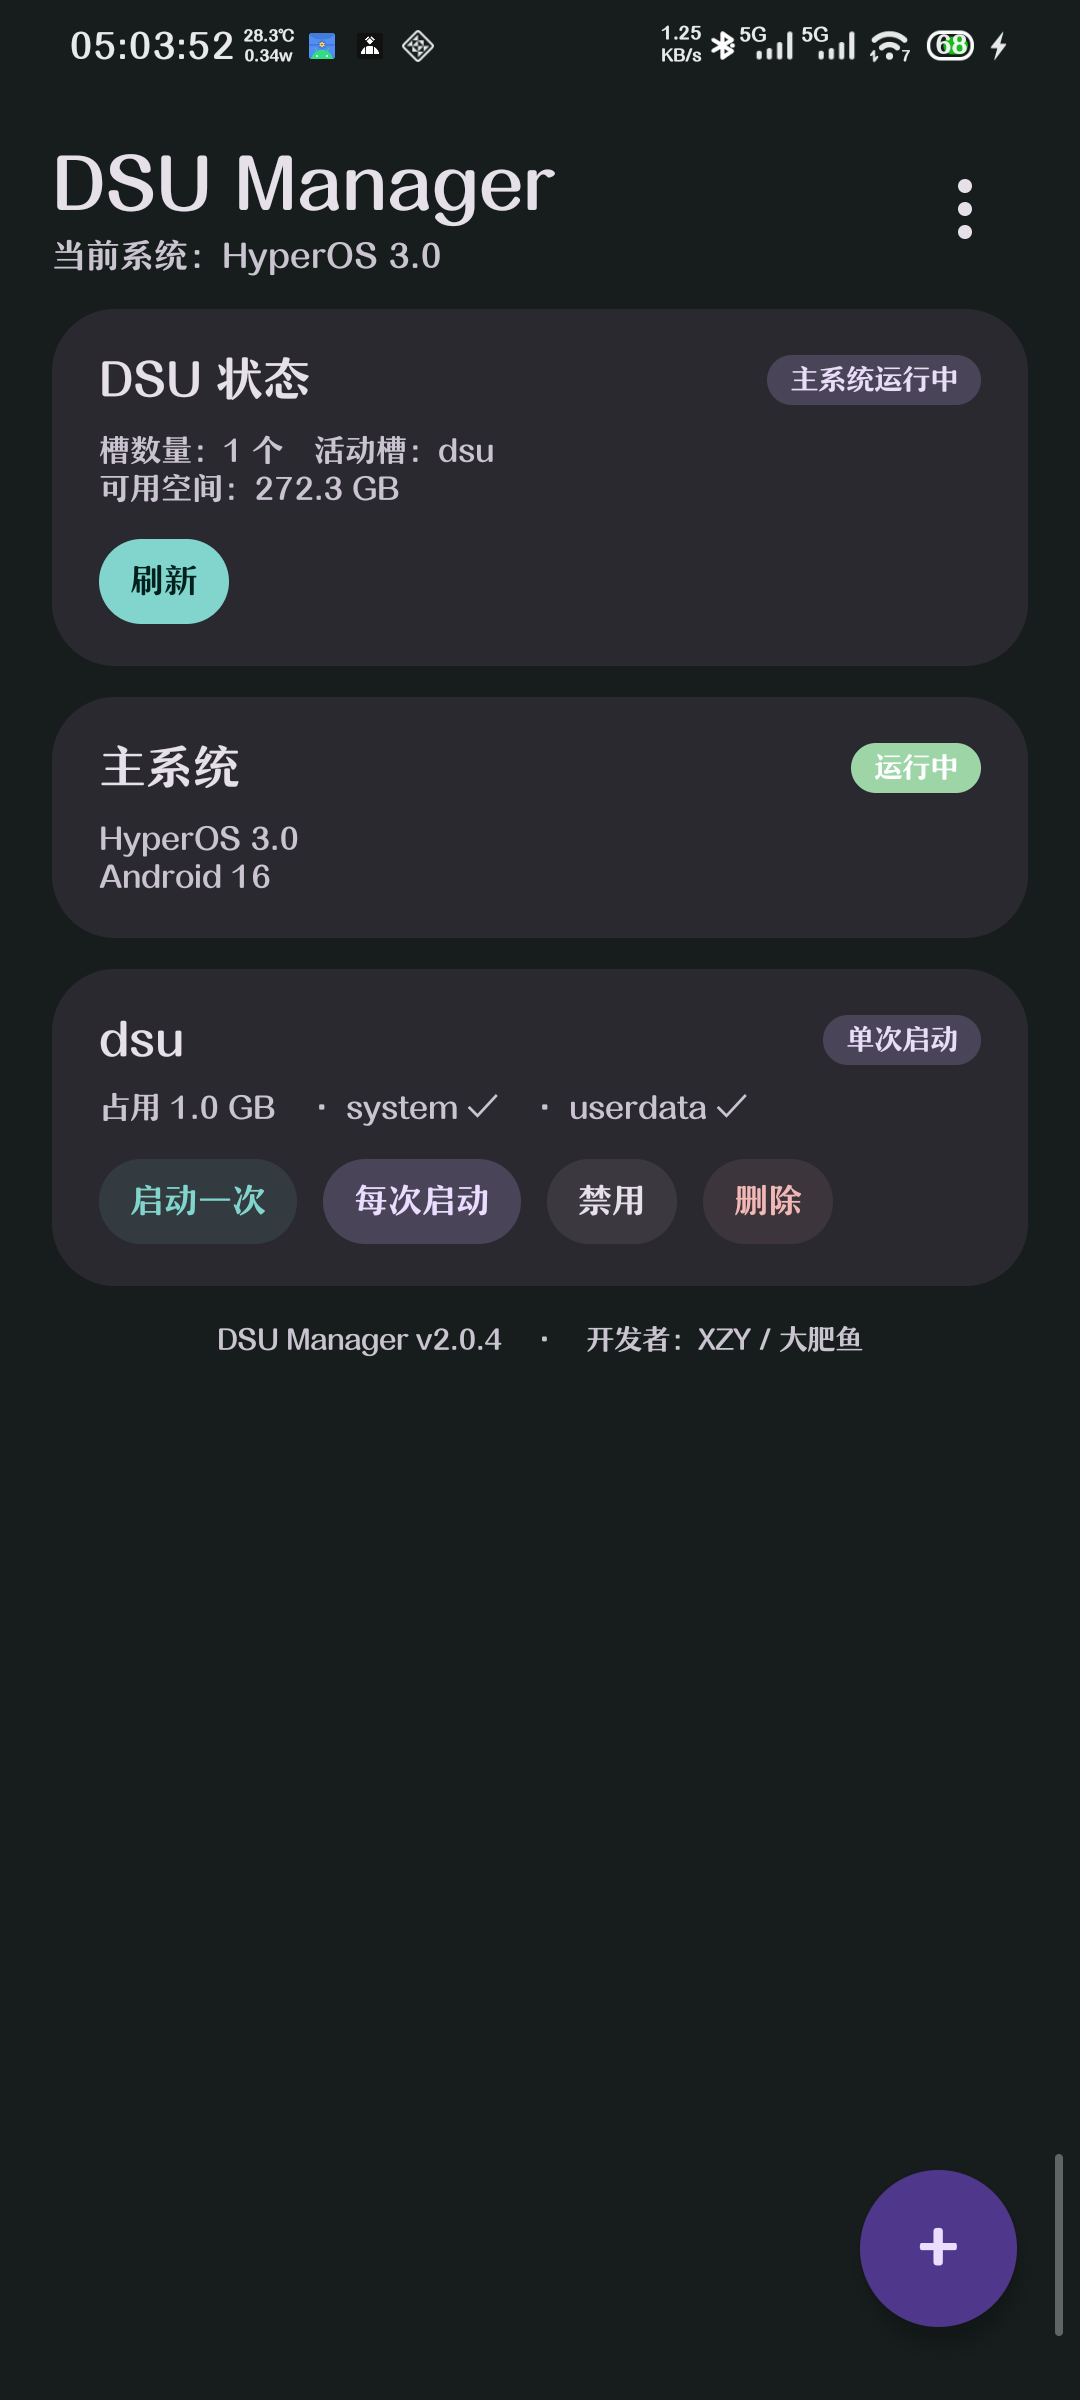 05:03:52 28.3℃ 0.34w 1.25 KB/s 5G 5G 7 68
DSU Manager
当前系统：HyperOS 3.0
DSU 状态 主系统运行中
槽数量：1 个 活动槽：dsu
可用空间：272.3 GB
刷新
主系统 运行中
HyperOS 3.0
Android 16
dsu 单次启动
占用 1.0 GB · system ✓ · userdata ✓
启动一次 每次启动 禁用 删除
DSU Manager v2.0.4 · 开发者：XZY / 大肥鱼
+